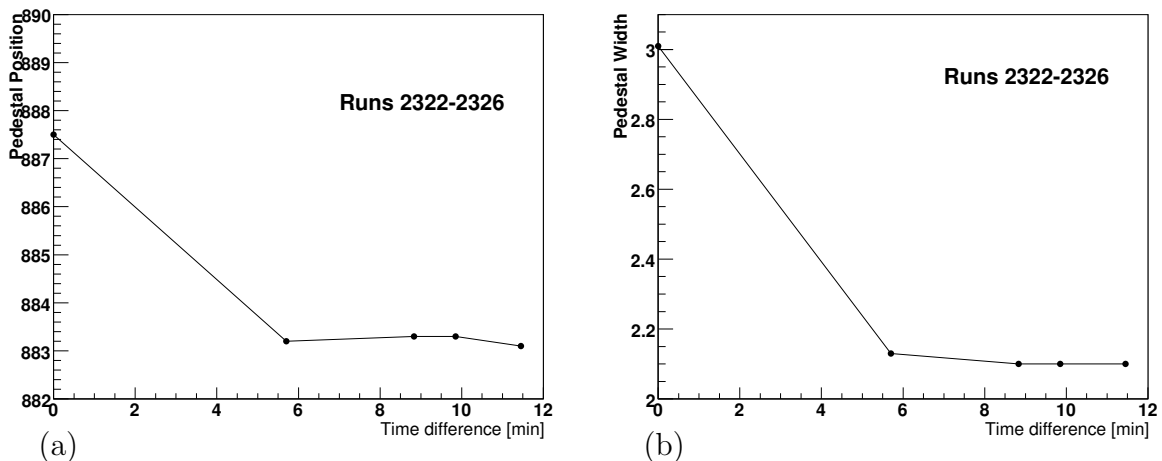 Pedestal Position
890
889
888
887
886
885
884
883
882
0 2 4 6 8 10 12
Time difference [min]
Runs 2322-2326
(a)
Pedestal Width
3
2.8
2.6
2.4
2.2
2
0 2 4 6 8 10 12
Time difference [min]
Runs 2322-2326
(b)